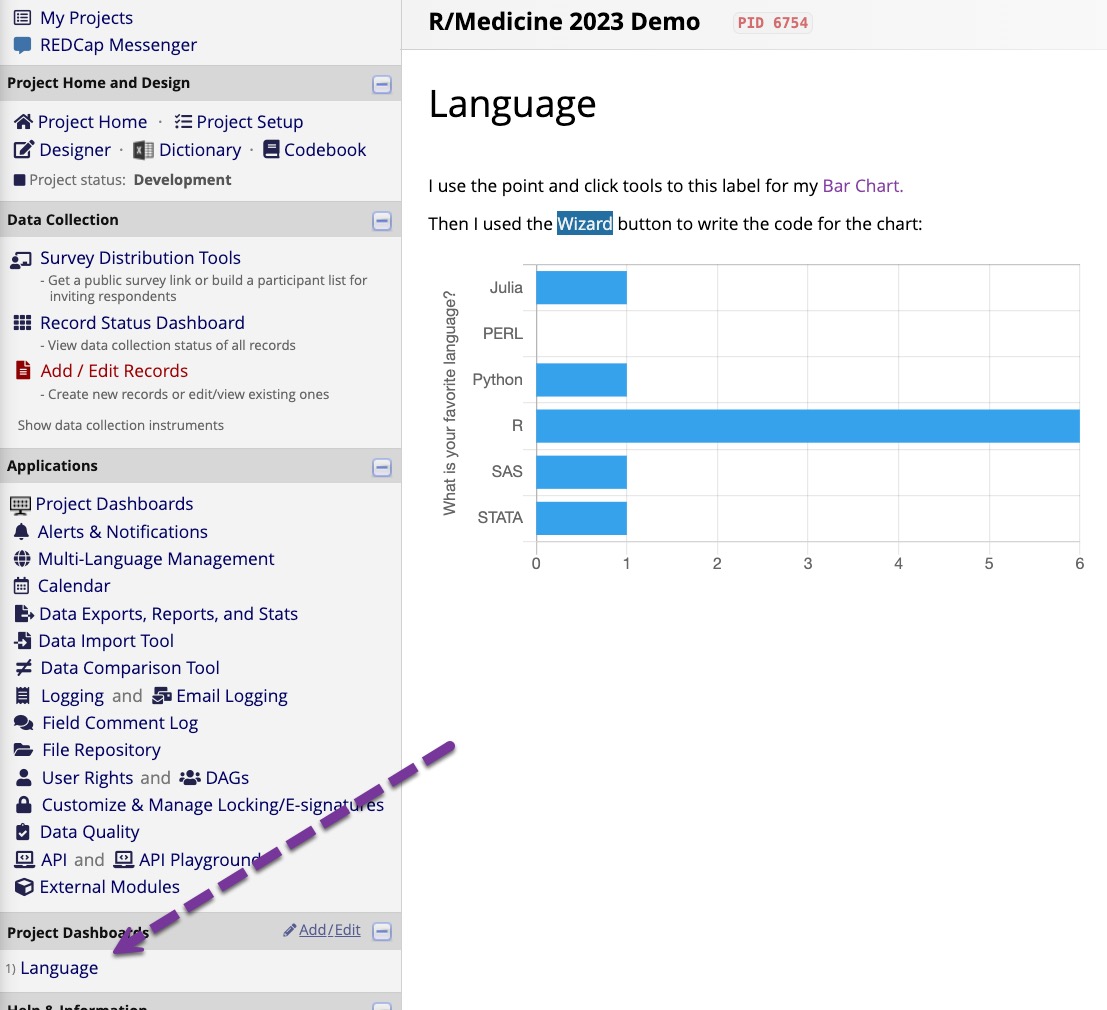 My Projects
REDCap Messenger
Project Home and Design
Project Home · Project Setup
Designer · Dictionary · Codebook
Project status: Development
Data Collection
Survey Distribution Tools
- Get a public survey link or build a participant list for
inviting respondents
Record Status Dashboard
- View data collection status of all records
Add / Edit Records
- Create new records or edit/view existing ones
Show data collection instruments
Applications
Project Dashboards
Alerts & Notifications
Multi-Language Management
Calendar
Data Exports, Reports, and Stats
Data Import Tool
Data Comparison Tool
Logging and Email Logging
Field Comment Log
File Repository
User Rights and DAGs
Customize & Manage Locking/E-signatures
Data Quality
API and API Playground
External Modules
Project Dashboards Add/Edit
1) Language
Help & Information
R/Medicine 2023 Demo PID 6754
Language
I use the point and click tools to this label for my Bar Chart.
Then I used the Wizard button to write the code for the chart:
What is your favorite language?
Julia
PERL
Python
R
SAS
STATA
0 1 2 3 4 5 6